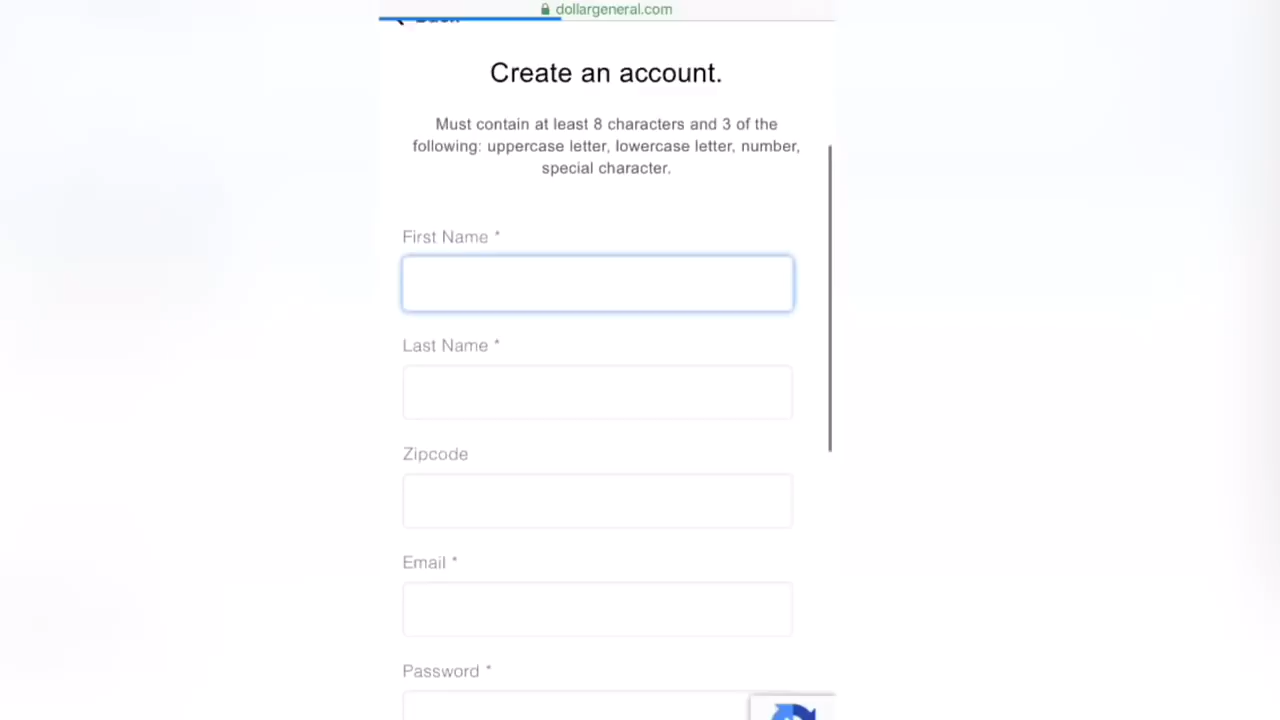 dollargeneral.com
Back
Create an account.
Must contain at least 8 characters and 3 of the
following: uppercase letter, lowercase letter, number,
special character.
First Name *
Last Name *
Zipcode
Email *
Password *